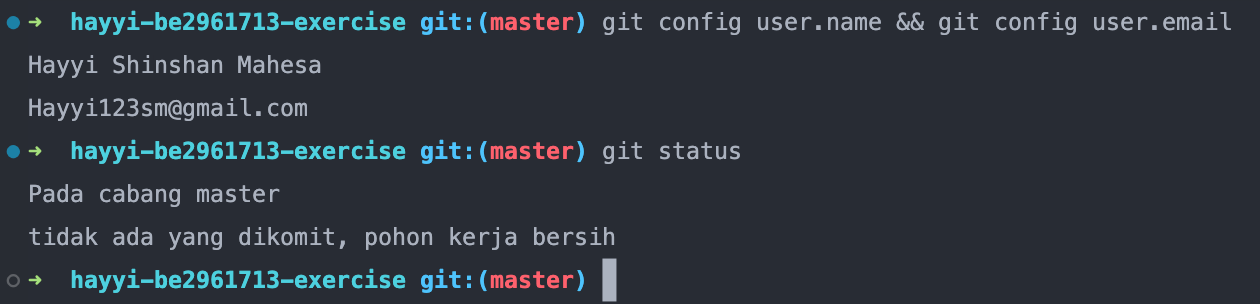 ➜ hayyi-be2961713-exercise git:(master) git config user.name && git config user.email
Hayyi Shinshan Mahesa
Hayyi123sm@gmail.com
➜ hayyi-be2961713-exercise git:(master) git status
Pada cabang master
tidak ada yang dikomit, pohon kerja bersih
➜ hayyi-be2961713-exercise git:(master)